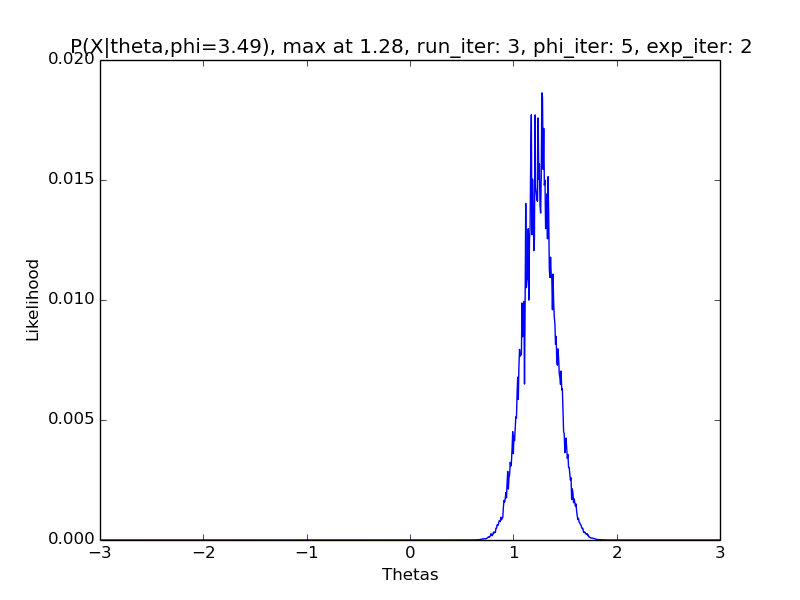 P(X|theta,phi=3.49), max at 1.28, run_iter: 3, phi_iter: 5, exp_iter: 2
0.020
0.015
0.010
0.005
0.000
Likelihood
−3 −2 −1 0 1 2 3
Thetas